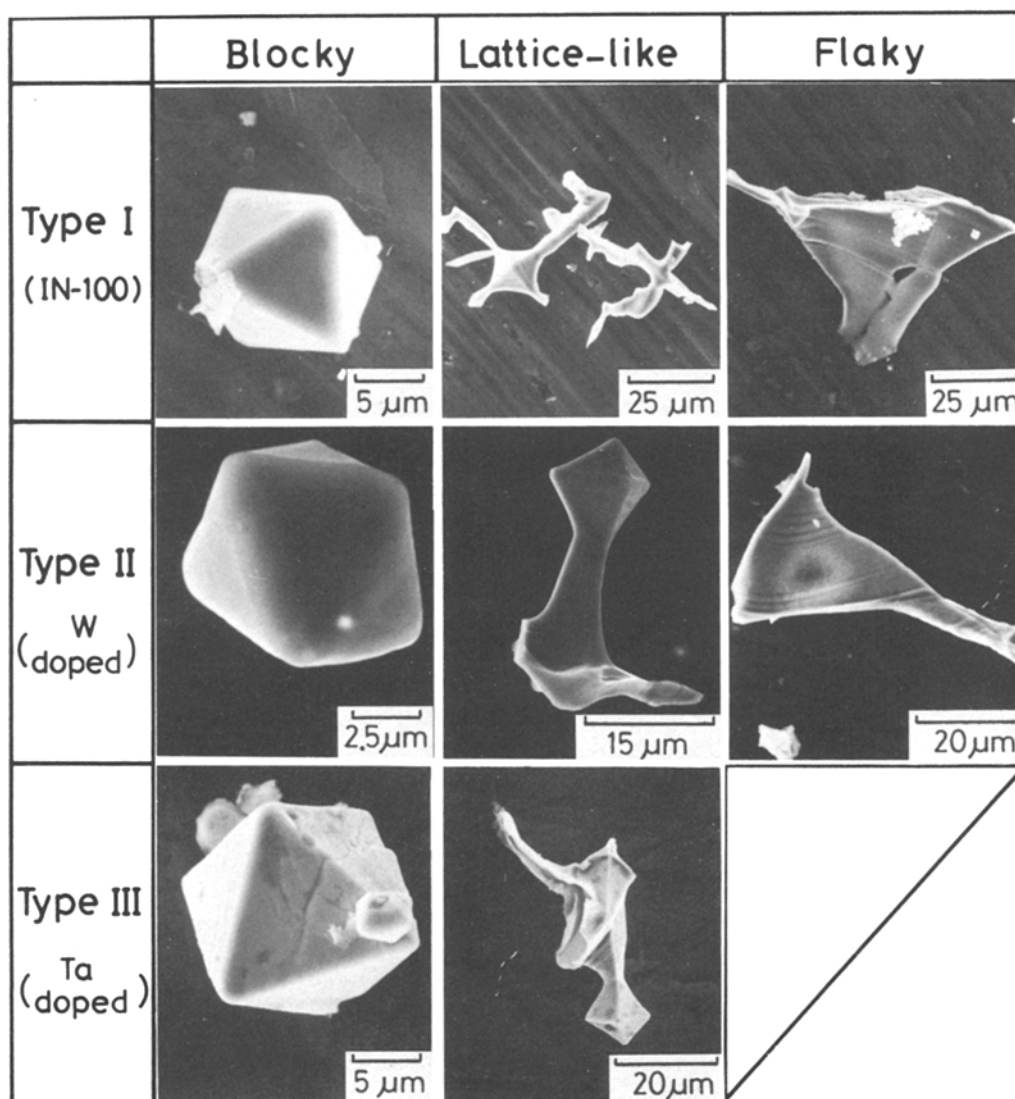 Blocky Lattice-like Flaky
Type I
(IN-100)
5 μm 25 μm 25 μm
Type II
( W doped )
2.5μm 15 μm 20μm
Type III
( Ta doped )
5 μm 20μm